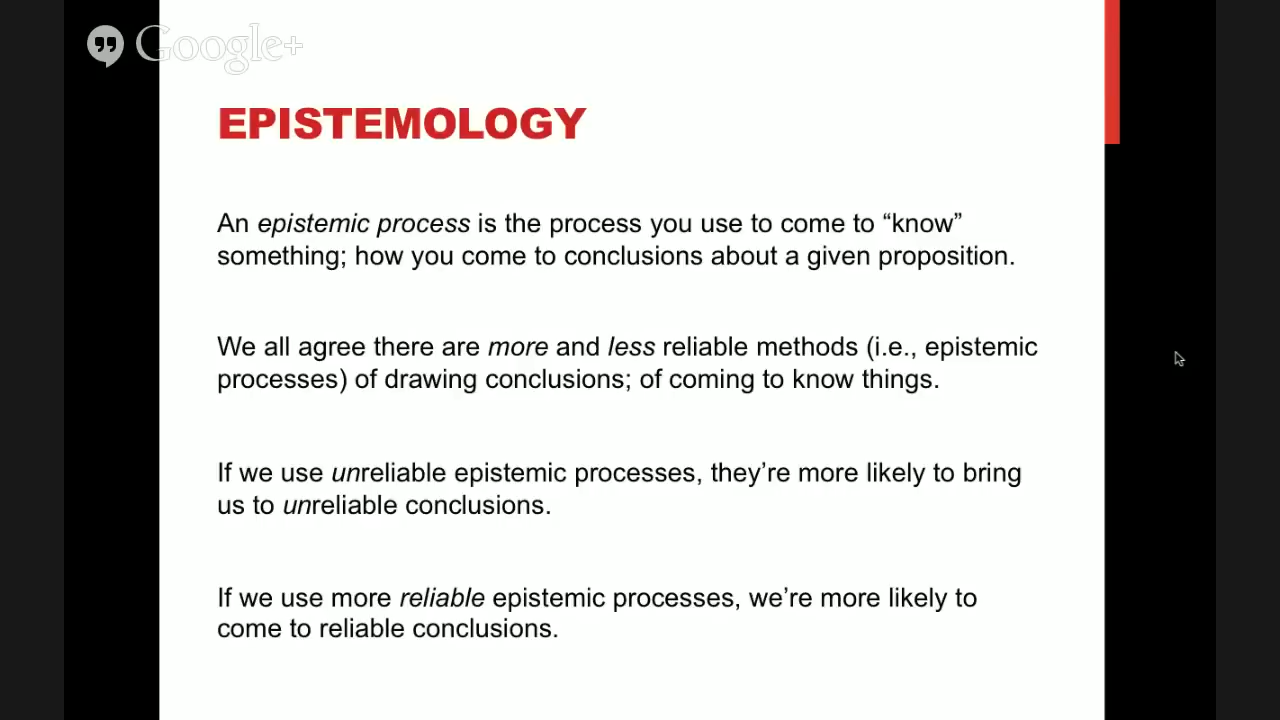 Google+
EPISTEMOLOGY
An epistemic process is the process you use to come to “know”
something; how you come to conclusions about a given proposition.
We all agree there are more and less reliable methods (i.e., epistemic
processes) of drawing conclusions; of coming to know things.
If we use unreliable epistemic processes, they’re more likely to bring
us to unreliable conclusions.
If we use more reliable epistemic processes, we’re more likely to
come to reliable conclusions.